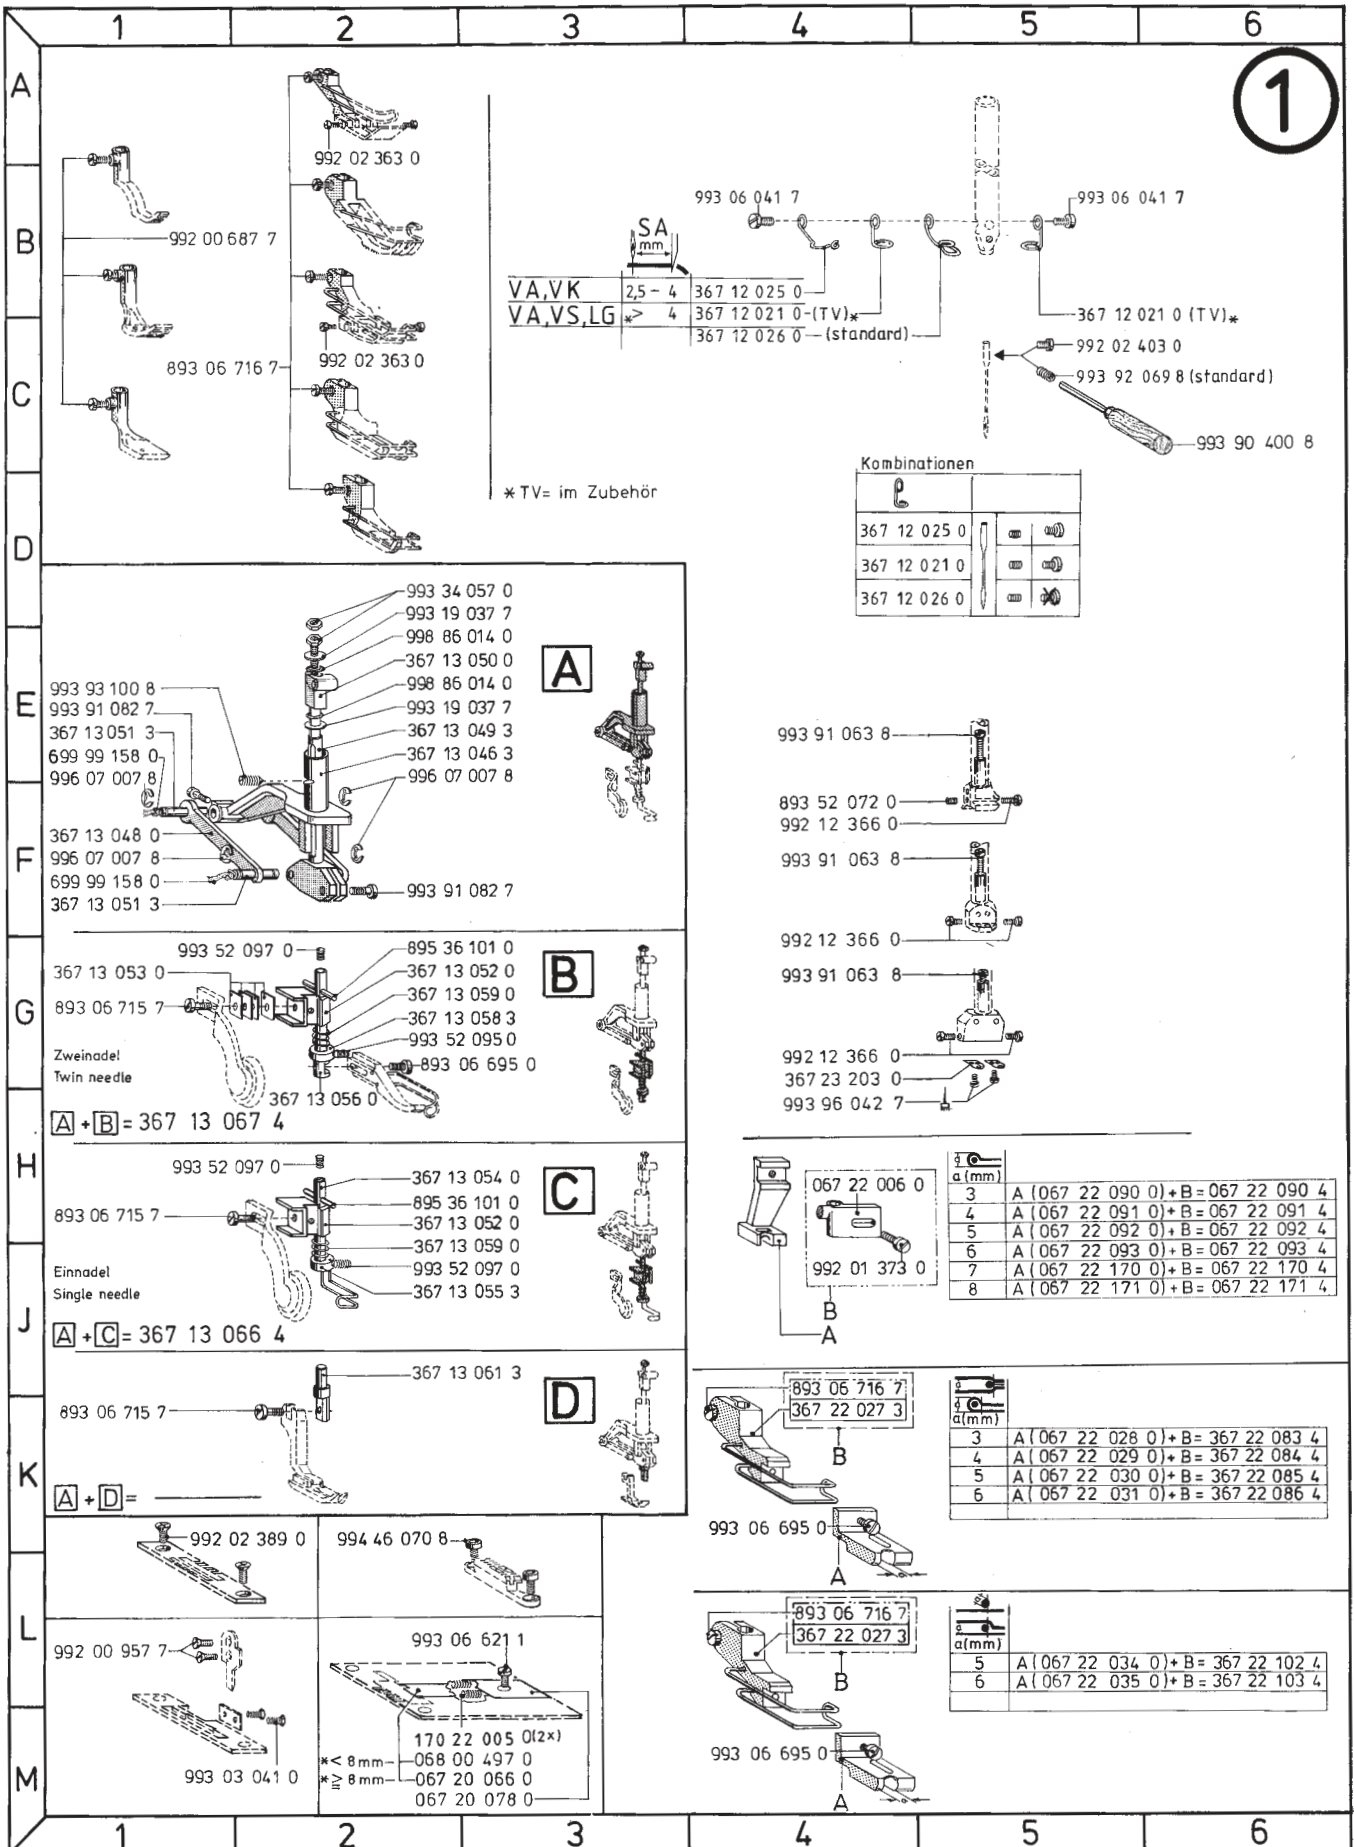 1 2 3 4 5 6
A
B
C
D
E
F
G
H
J
K
L
M
1
992 02 363 0
992 00 687 7
992 02 363 0
893 06 716 7
* TV= im Zubehör
993 06 041 7
993 06 041 7
SA
mm
VA,VK 2,5 - 4 367 12 025 0
VA,VS,LG *> 4 367 12 021 0-(TV)*
367 12 026 0 (standard)
367 12 021 0 (TV)*
992 02 403 0
993 92 069 8 (standard)
993 90 400 8
Kombinationen
367 12 025 0
367 12 021 0
367 12 026 0
A
993 34 057 0
993 19 037 7
998 86 014 0
367 13 050 0
998 86 014 0
993 19 037 7
367 13 049 3
367 13 046 3
996 07 007 8
993 93 100 8
993 91 082 7
367 13 051 3
699 99 158 0
996 07 007 8
367 13 048 0
996 07 007 8
699 99 158 0
367 13 051 3
993 91 082 7
B
993 52 097 0
367 13 053 0
893 06 715 7
895 36 101 0
367 13 052 0
367 13 059 0
367 13 058 3
993 52 095 0
893 06 695 0
367 13 056 0
Zweinadel
Twin needle
A + B = 367 13 067 4
C
993 52 097 0
893 06 715 7
367 13 054 0
895 36 101 0
367 13 052 0
367 13 059 0
993 52 097 0
367 13 055 3
Einnadel
Single needle
A + C = 367 13 066 4
D
367 13 061 3
893 06 715 7
A + D =
993 91 063 8
893 52 072 0
992 12 366 0
993 91 063 8
992 12 366 0
993 91 063 8
992 12 366 0
367 23 203 0
993 96 042 7
067 22 006 0
992 01 373 0
B
A
a (mm)
3 A (067 22 090 0) + B = 067 22 090 4
4 A (067 22 091 0) + B = 067 22 091 4
5 A (067 22 092 0) + B = 067 22 092 4
6 A (067 22 093 0) + B = 067 22 093 4
7 A (067 22 170 0) + B = 067 22 170 4
8 A (067 22 171 0) + B = 067 22 171 4
893 06 716 7
367 22 027 3
B
993 06 695 0
A
a
a(mm)
3 A (067 22 028 0) + B = 367 22 083 4
4 A (067 22 029 0) + B = 367 22 084 4
5 A (067 22 030 0) + B = 367 22 085 4
6 A (067 22 031 0) + B = 367 22 086 4
893 06 716 7
367 22 027 3
B
993 06 695 0
A
a
a(mm)
5 A (067 22 034 0) + B = 367 22 102 4
6 A (067 22 035 0) + B = 367 22 103 4
992 02 389 0
994 46 070 8
992 00 957 7
993 03 041 0
993 06 621 1
170 22 005 0(2x)
*< 8mm 068 00 497 0
*≧ 8mm 067 20 066 0
067 20 078 0
1 2 3 4 5 6